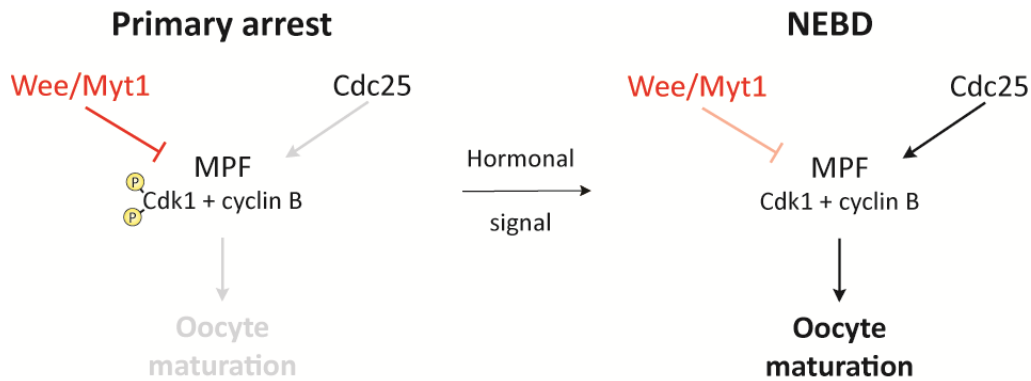 Primary arrest
NEBD
Wee/Myt1
Cdc25
Wee/Myt1
Cdc25
MPF
P
Cdk1 + cyclin B
P
Hormonal
signal
MPF
Cdk1 + cyclin B
Oocyte
maturation
Oocyte
maturation